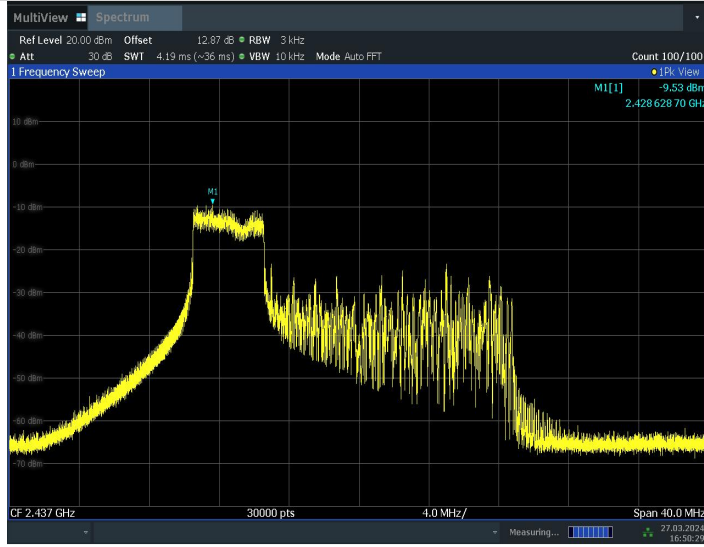 MultiView Spectrum
Ref Level 20.00 dBm Offset 12.87 dB RBW 3 kHz
Att 30 dB SWT 4.19 ms (~36 ms) VBW 10 kHz Mode Auto FFT Count 100/100
1 Frequency Sweep 1Pk View
M1[1] -9.53 dBm
2.428 628 70 GHz
10 dBm
0 dBm
M1
-10 dBm
-20 dBm
-30 dBm
-40 dBm
-50 dBm
-60 dBm
-70 dBm
CF 2.437 GHz 30000 pts 4.0 MHz/ Span 40.0 MHz
Measuring... 27.03.2024
16:50:29